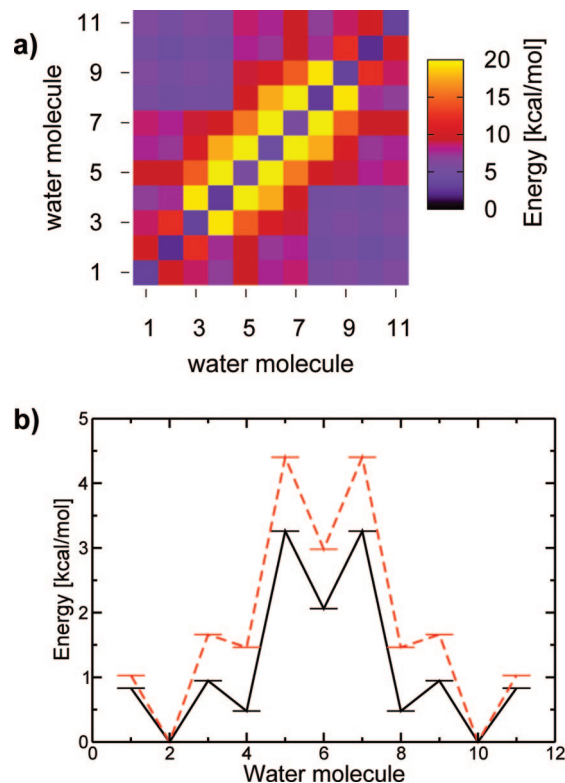 a)
water molecule
11
9
7
5
3
1
1 3 5 7 9 11
water molecule
20
15
10
5
0
Energy [kcal/mol]
b)
Energy [kcal/mol]
5
4
3
2
1
0
0 2 4 6 8 10 12
Water molecule